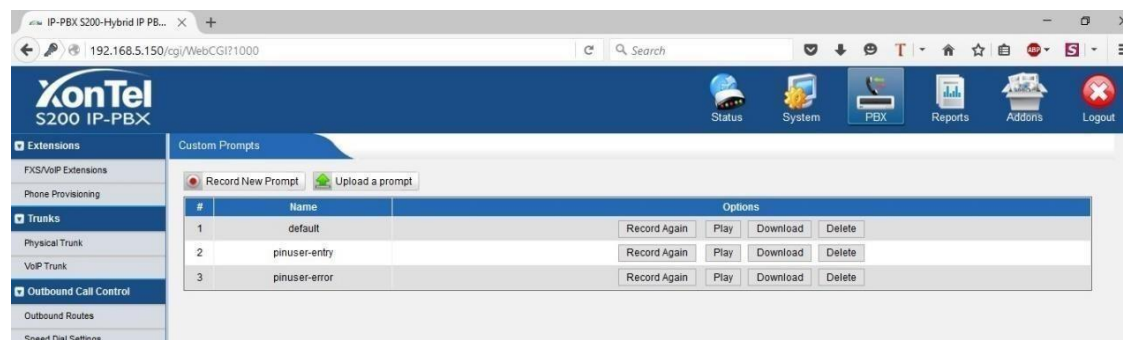 IP-PBX S200-Hybrid IP PB...
192.168.5.150/cgi/WebCGI?1000
Search
ABP
XonTel
S200 IP-PBX
Status
System
PBX
Reports
Addons
Logout
Extensions
FXS/VoIP Extensions
Phone Provisioning
Trunks
Physical Trunk
VoIP Trunk
Outbound Call Control
Outbound Routes
Speed Dial Settings
Custom Prompts
Record New Prompt Upload a prompt
# Name Options
1 default Record Again Play Download Delete
2 pinuser-entry Record Again Play Download Delete
3 pinuser-error Record Again Play Download Delete